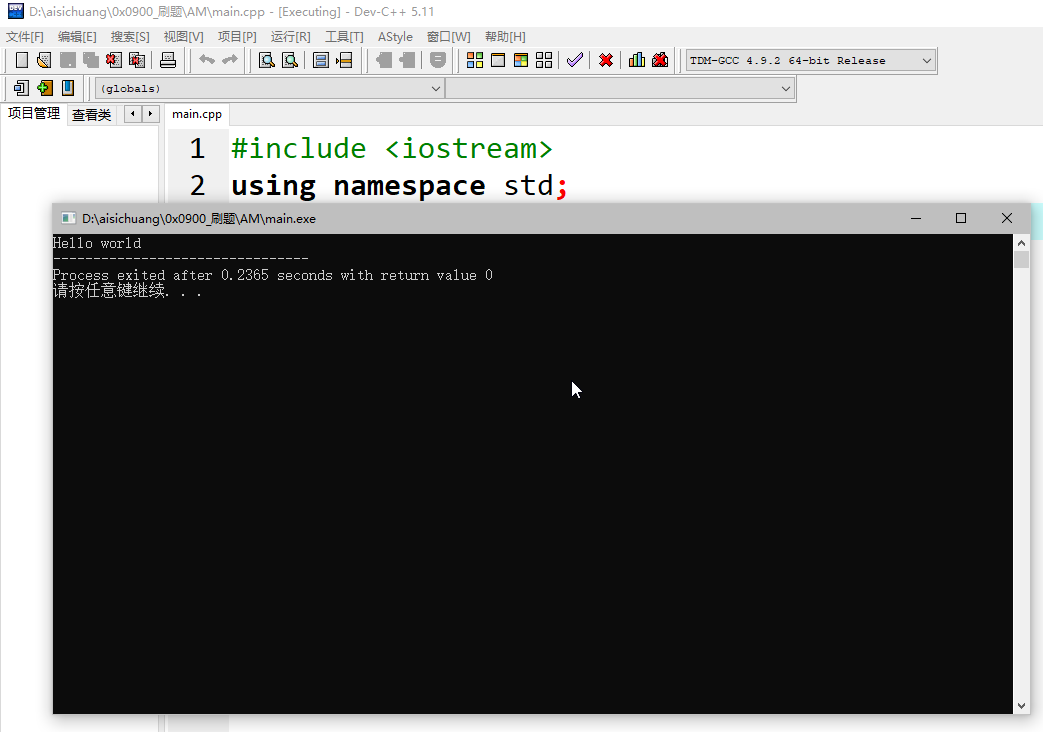 D:\aisichuang\0x0900_刷题\AM\main.cpp - [Executing] - Dev-C++ 5.11
文件[F] 编辑[E] 搜索[S] 视图[V] 项目[P] 运行[R] 工具[T] AStyle 窗口[W] 帮助[H]
TDM-GCC 4.9.2 64-bit Release
(globals)
项目管理 查看类 main.cpp
1 #include <iostream>
2 using namespace std;
D:\aisichuang\0x0900_刷题\AM\main.exe
Hello world
--------------------------------
Process exited after 0.2365 seconds with return value 0
请按任意键继续. . .